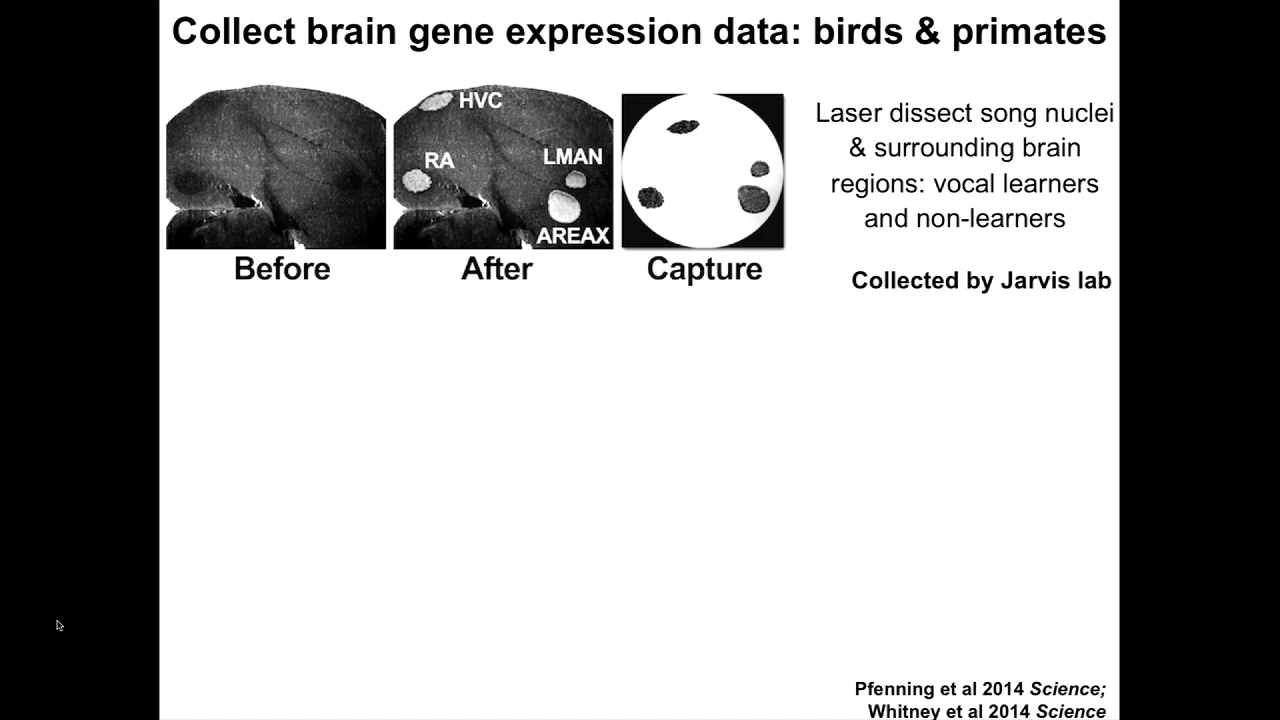 Collect brain gene expression data: birds & primates
HVC
RA
LMAN
AREAX
Before
After
Capture
Laser dissect song nuclei
& surrounding brain
regions: vocal learners
and non-learners
Collected by Jarvis lab
Pfenning et al 2014 Science;
Whitney et al 2014 Science